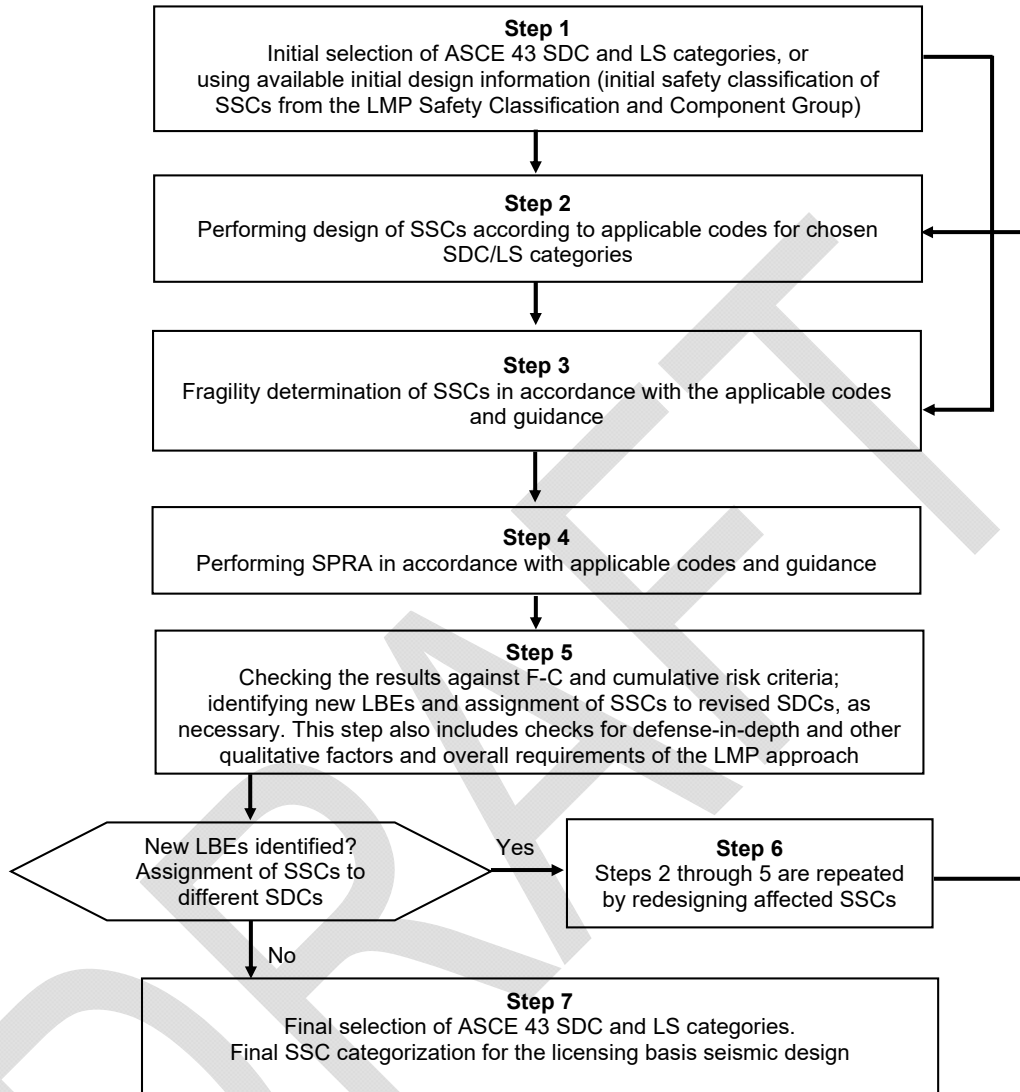 Step 1
Initial selection of ASCE 43 SDC and LS categories, or
using available initial design information (initial safety classification of
SSCs from the LMP Safety Classification and Component Group)
Step 2
Performing design of SSCs according to applicable codes for chosen
SDC/LS categories
Step 3
Fragility determination of SSCs in accordance with the applicable codes
and guidance
Step 4
Performing SPRA in accordance with applicable codes and guidance
Step 5
Checking the results against F-C and cumulative risk criteria;
identifying new LBEs and assignment of SSCs to revised SDCs, as
necessary. This step also includes checks for defense-in-depth and other
qualitative factors and overall requirements of the LMP approach
New LBEs identified?
Assignment of SSCs to
different SDCs
Yes
Step 6
Steps 2 through 5 are repeated
by redesigning affected SSCs
No
Step 7
Final selection of ASCE 43 SDC and LS categories.
Final SSC categorization for the licensing basis seismic design
DRAFT